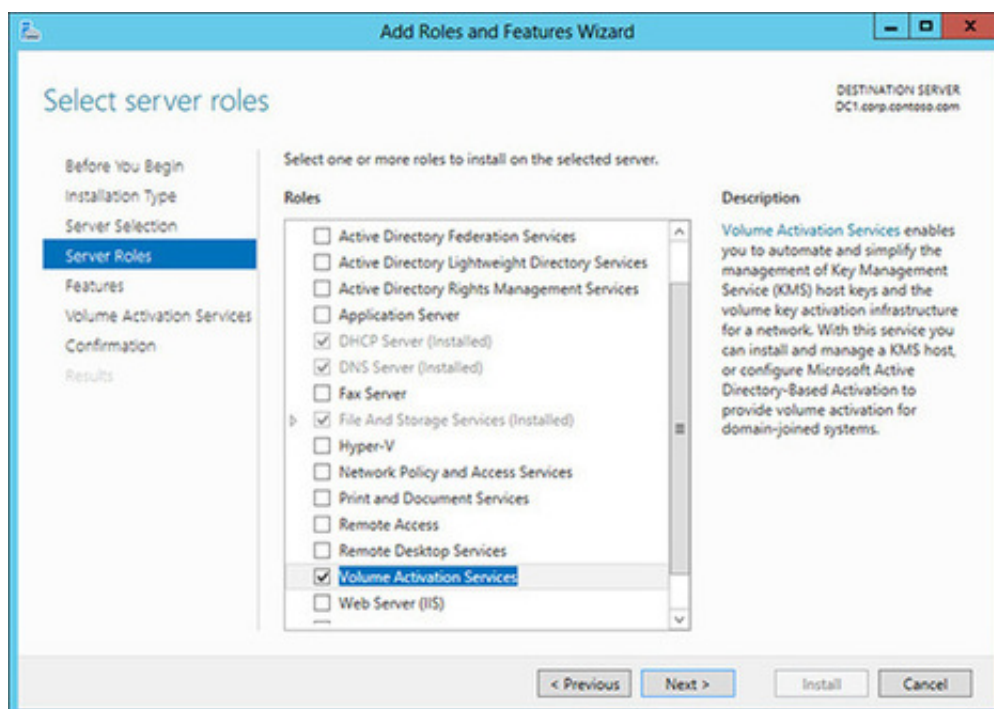 Add Roles and Features Wizard
Select server roles
DESTINATION SERVER
DC1.corp.contoso.com
Before You Begin
Installation Type
Server Selection
Server Roles
Features
Volume Activation Services
Confirmation
Results
Select one or more roles to install on the selected server.
Roles
Active Directory Federation Services
Active Directory Lightweight Directory Services
Active Directory Rights Management Services
Application Server
DHCP Server (Installed)
DNS Server (Installed)
Fax Server
File And Storage Services (Installed)
Hyper-V
Network Policy and Access Services
Print and Document Services
Remote Access
Remote Desktop Services
Volume Activation Services
Web Server (IIS)
Description
Volume Activation Services enables
you to automate and simplify the
management of Key Management
Service (KMS) host keys and the
volume key activation infrastructure
for a network. With this service you
can install and manage a KMS host,
or configure Microsoft Active
Directory-Based Activation to
provide volume activation for
domain-joined systems.
< Previous
Next >
Install
Cancel